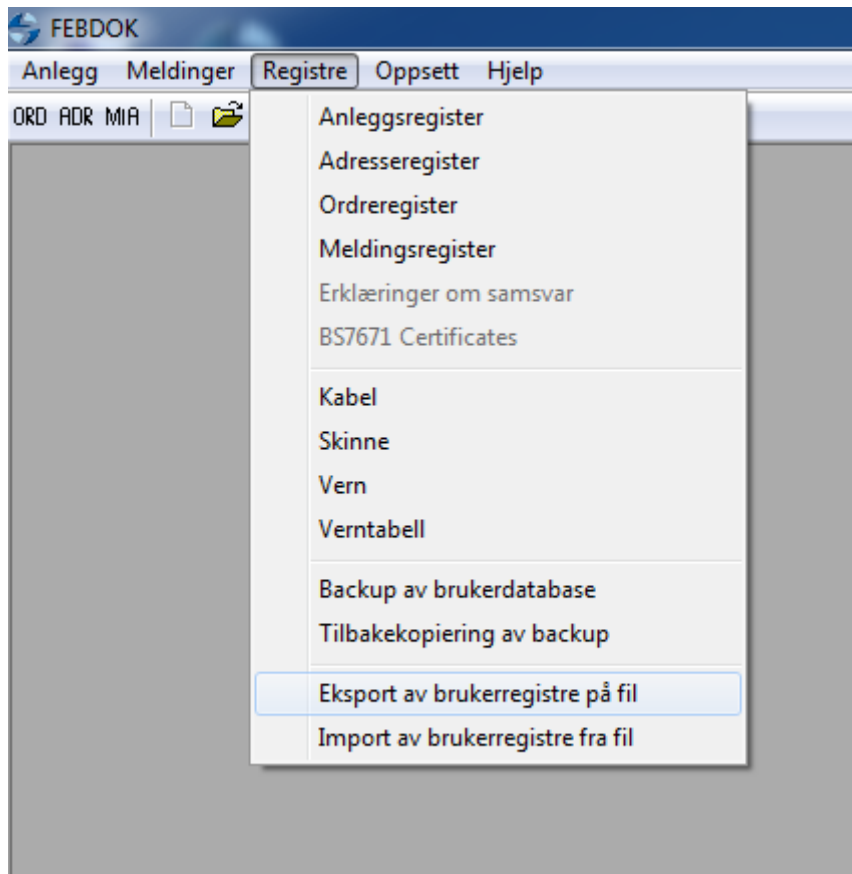 FEBDOK
Anlegg Meldinger Registre Oppsett Hjelp
ORD ADR MIA
Anleggsregister
Adresseregister
Ordreregister
Meldingsregister
Erklæringer om samsvar
BS7671 Certificates
Kabel
Skinne
Vern
Verntabell
Backup av brukerdatabase
Tilbakekopiering av backup
Eksport av brukerregistre på fil
Import av brukerregistre fra fil